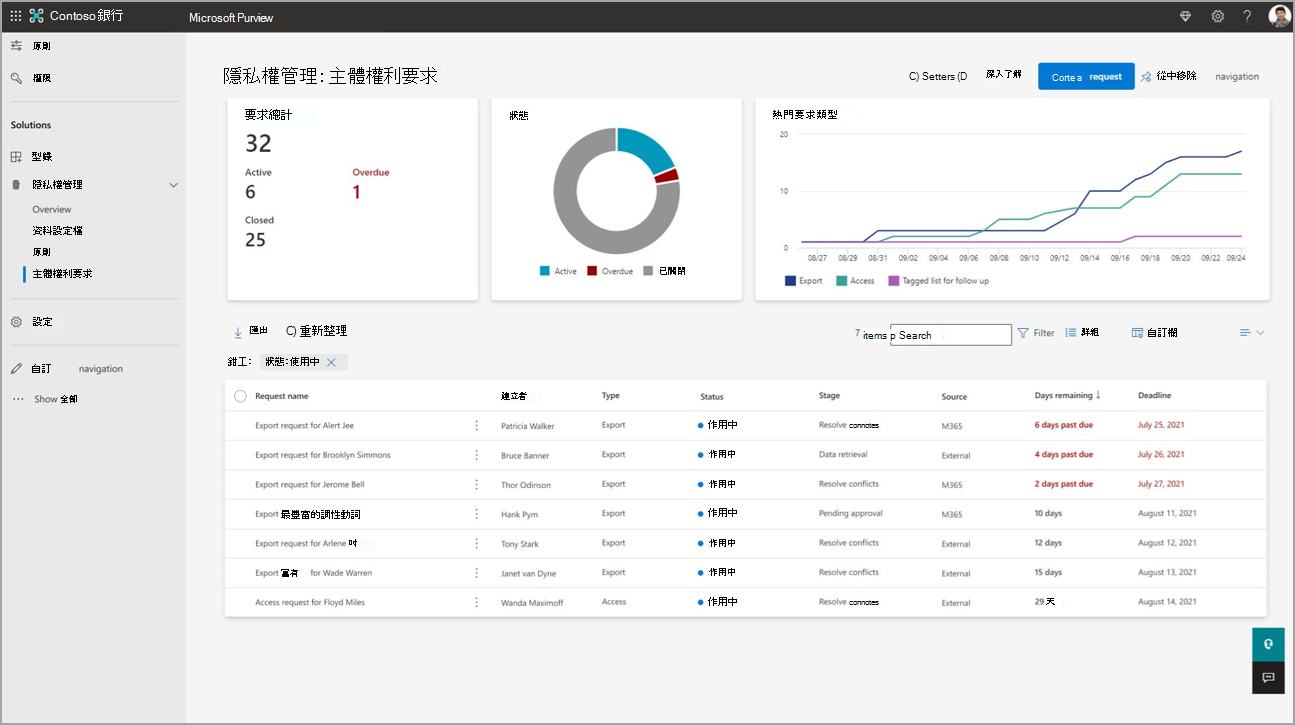 Contoso 銀行
Microsoft Purview
?
原則
權限
Solutions
型錄
隱私權管理
Overview
資料設定檔
原則
主體權利要求
設定
自訂 navigation
Show 全部
隱私權管理: 主體權利要求
C) Setters (D 深入了解 Corte a request 從中移除 navigation
要求總計
32
Active Overdue
6 1
Closed
25
狀態
Active Overdue 已關閉
熱門要求類型
20
10
0
08/27 08/29 08/31 09/02 09/04 09/06 09/08 09/10 09/12 09/14 09/16 09/18 09/20 09/22 09/24
Export Access Tagged list for follow up
匯出 C) 重新整理 7 items p Search Filter 群組 自訂欄
鉗工: 狀態:使用中
Request name 建立者 Type Status Stage Source Days remaining ↓ Deadline
Export request for Alert Jee Patricia Walker Export 作用中 Resolve connotes M365 6 days past due July 25, 2021
Export request for Brooklyn Simmons Bruce Banner Export 作用中 Data retrieval External 4 days past due July 26, 2021
Export request for Jerome Bell Thor Odinson Export 作用中 Resolve conflicts M365 2 days past due July 27, 2021
Export 最豐富的調性動詞 Hank Pym Export 作用中 Pending approval M365 10 days August 11, 2021
Export request for Arlene 吋 Tony Stark Export 作用中 Resolve conflicts External 12 days August 12, 2021
Export 富有 for Wade Warren Janet van Dyne Export 作用中 Resolve conflicts External 15 days August 13, 2021
Access request for Floyd Miles Wanda Maximoff Access 作用中 Resolve connotes External 29 天 August 14, 2021